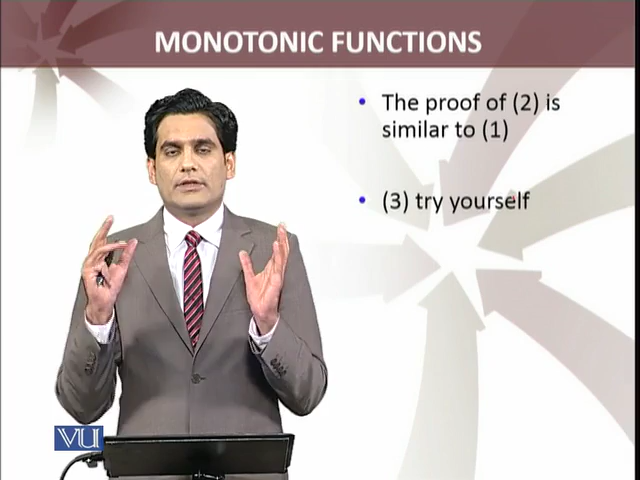 MONOTONIC FUNCTIONS
• The proof of (2) is
similar to (1)
• (3) try yourself
VU